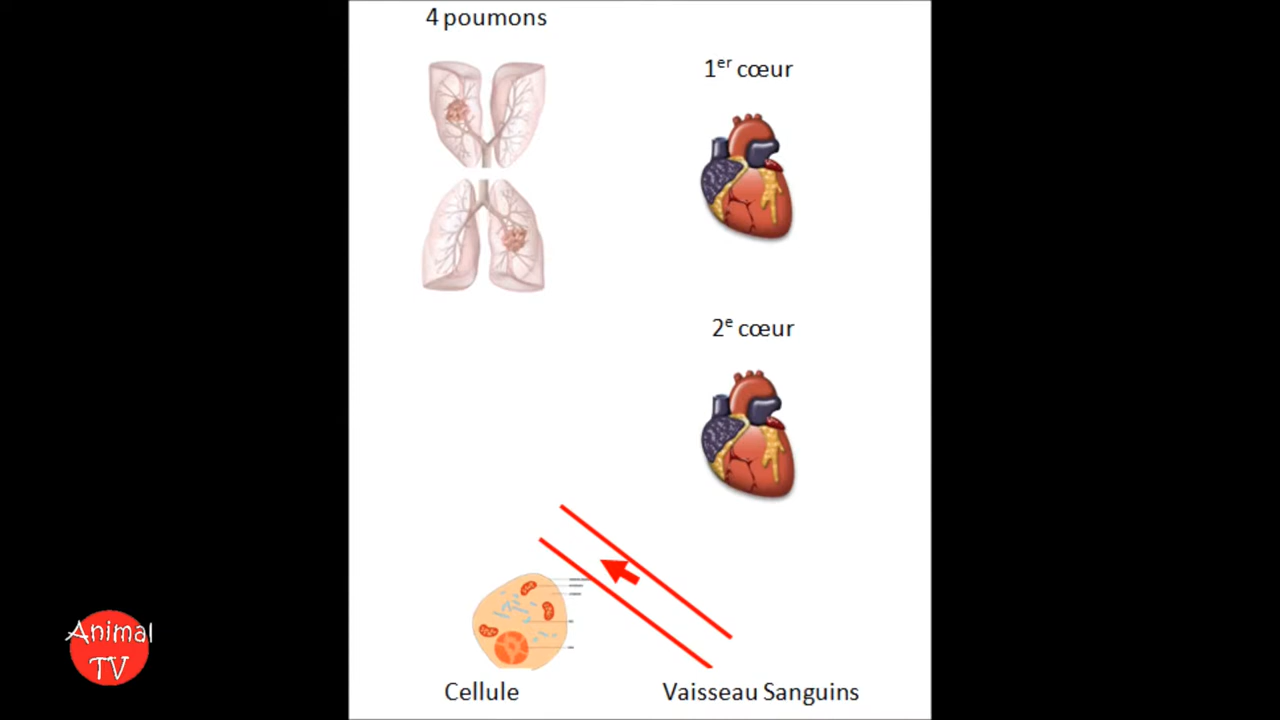 4 poumons
1er cœur
2e cœur
Cellule
Vaisseau Sanguins
Animal
TV